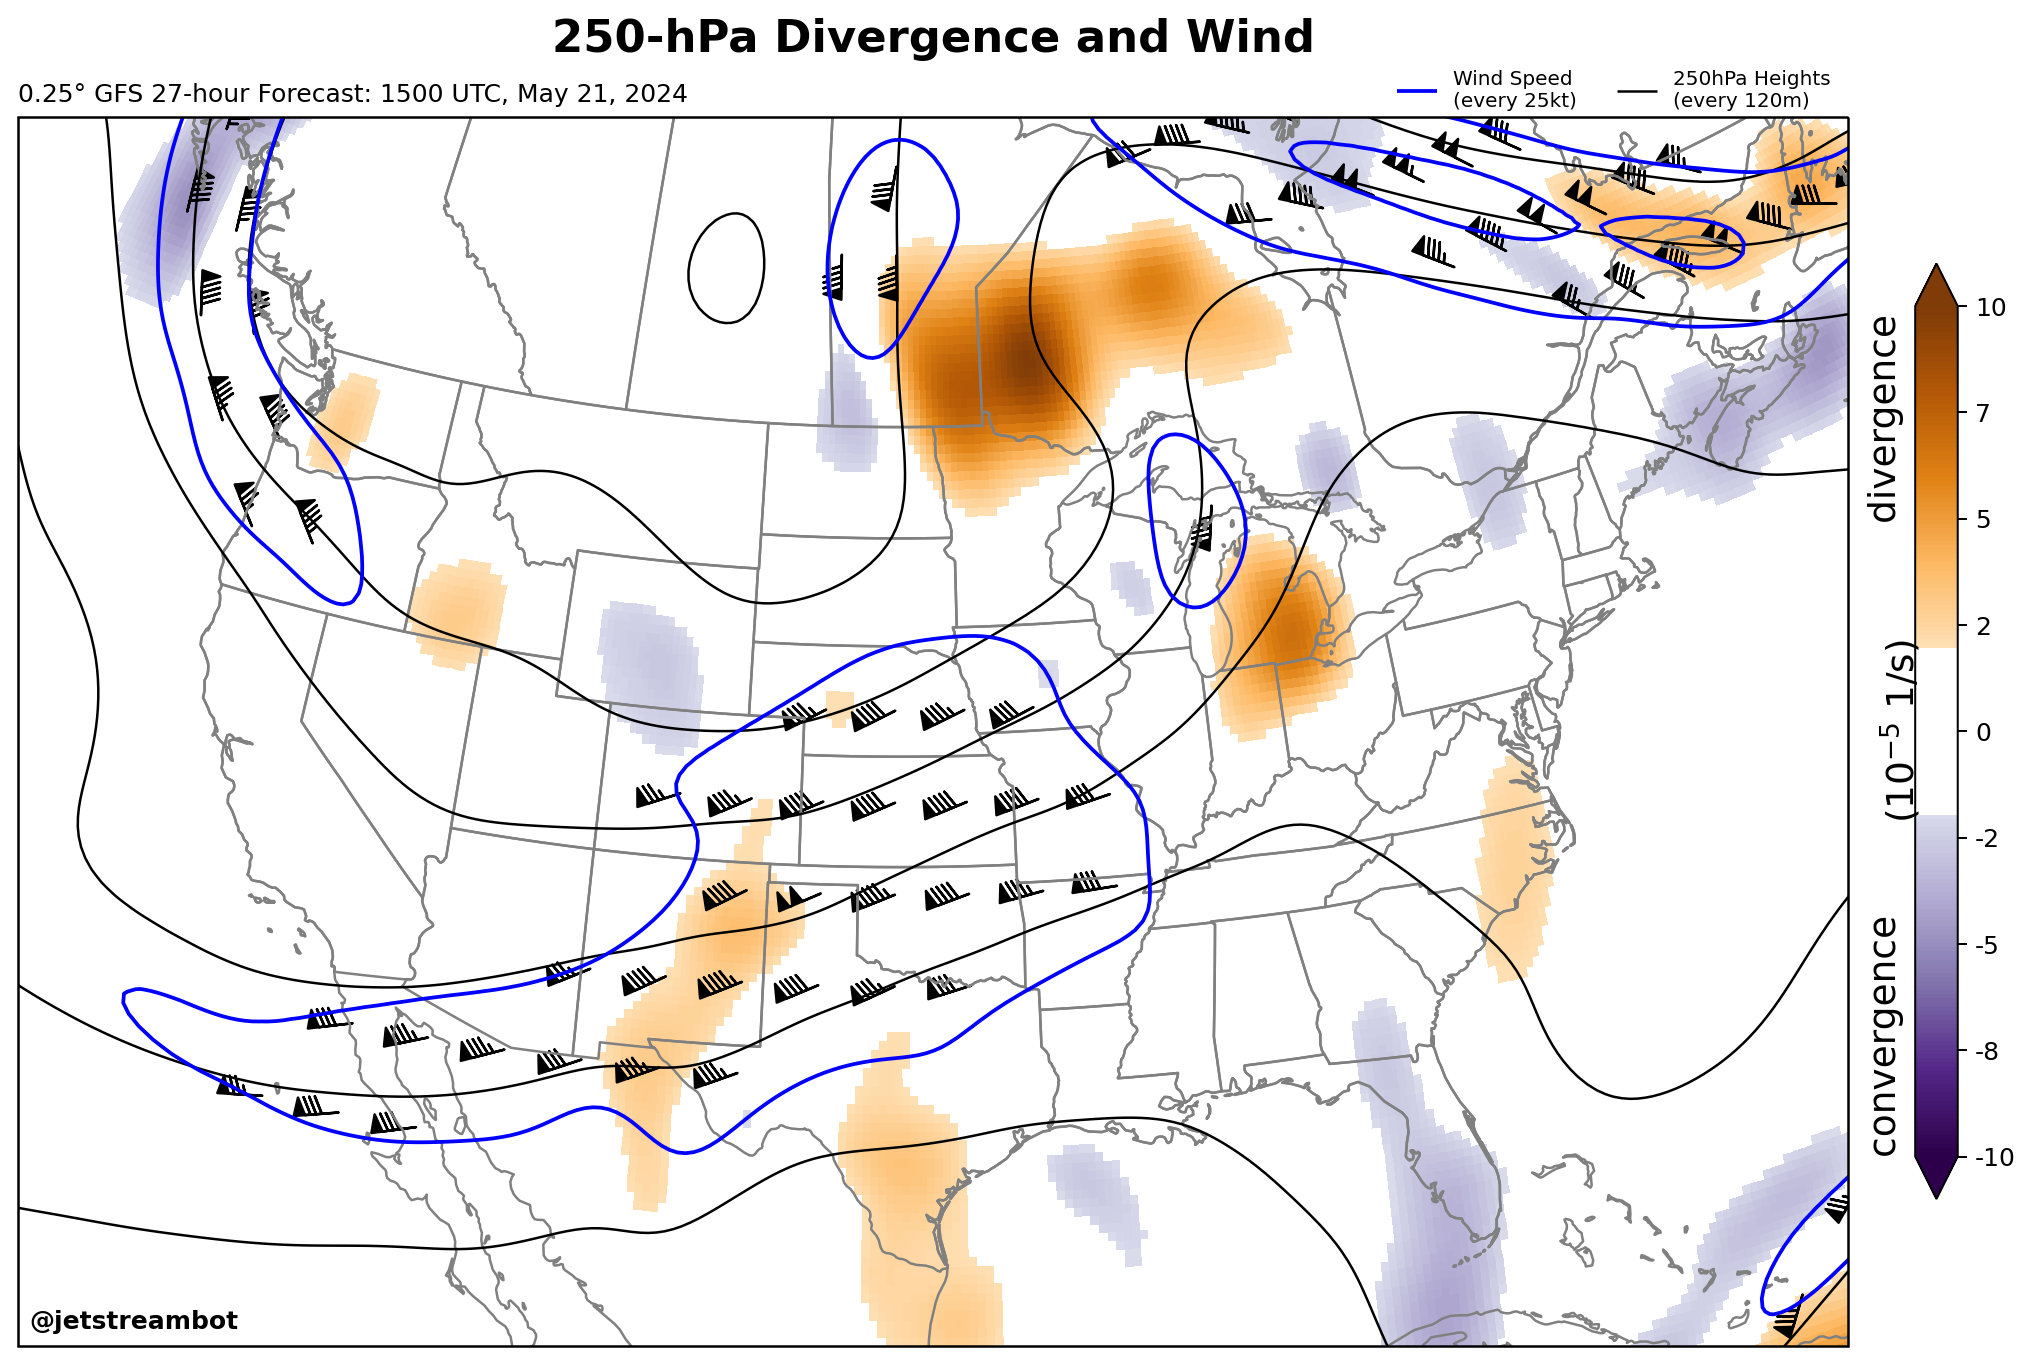 250-hPa Divergence and Wind
0.25° GFS 27-hour Forecast: 1500 UTC, May 21, 2024
Wind Speed
(every 25kt)
250hPa Heights
(every 120m)
10
7
5
2
0
-2
-5
-8
-10
divergence
(10⁻⁵ 1/s)
convergence
@jetstreambot